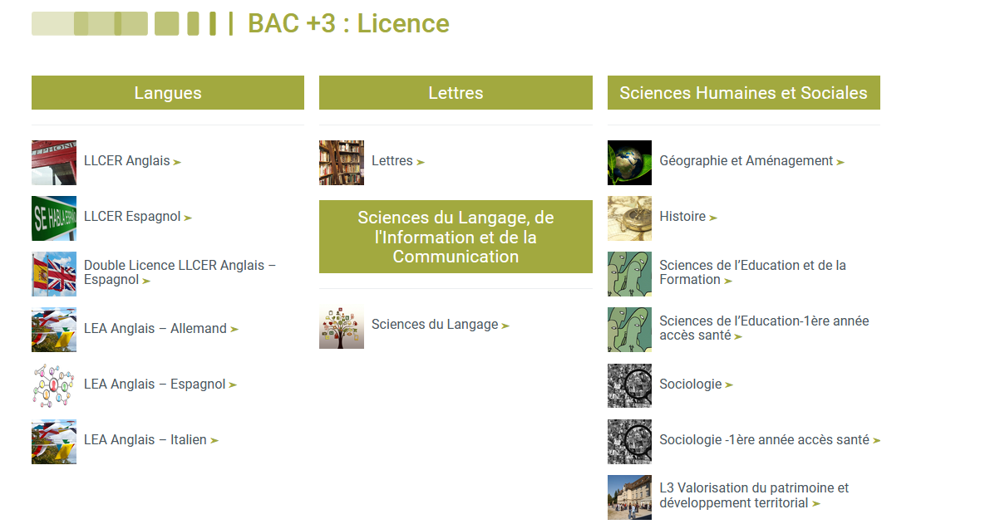 BAC +3 : Licence
Langues
LLCER Anglais ➢
LLCER Espagnol ➢
Double Licence LLCER Anglais –
Espagnol ➢
LEA Anglais – Allemand ➢
LEA Anglais – Espagnol ➢
LEA Anglais – Italien ➢
Lettres
Lettres ➢
Sciences du Langage, de
l'Information et de la
Communication
Sciences du Langage ➢
Sciences Humaines et Sociales
Géographie et Aménagement ➢
Histoire ➢
Sciences de l’Education et de la
Formation ➢
Sciences de l’Education-1ère année
accès santé ➢
Sociologie ➢
Sociologie -1ère année accès santé ➢
L3 Valorisation du patrimoine et
développement territorial ➢
SE HABLA